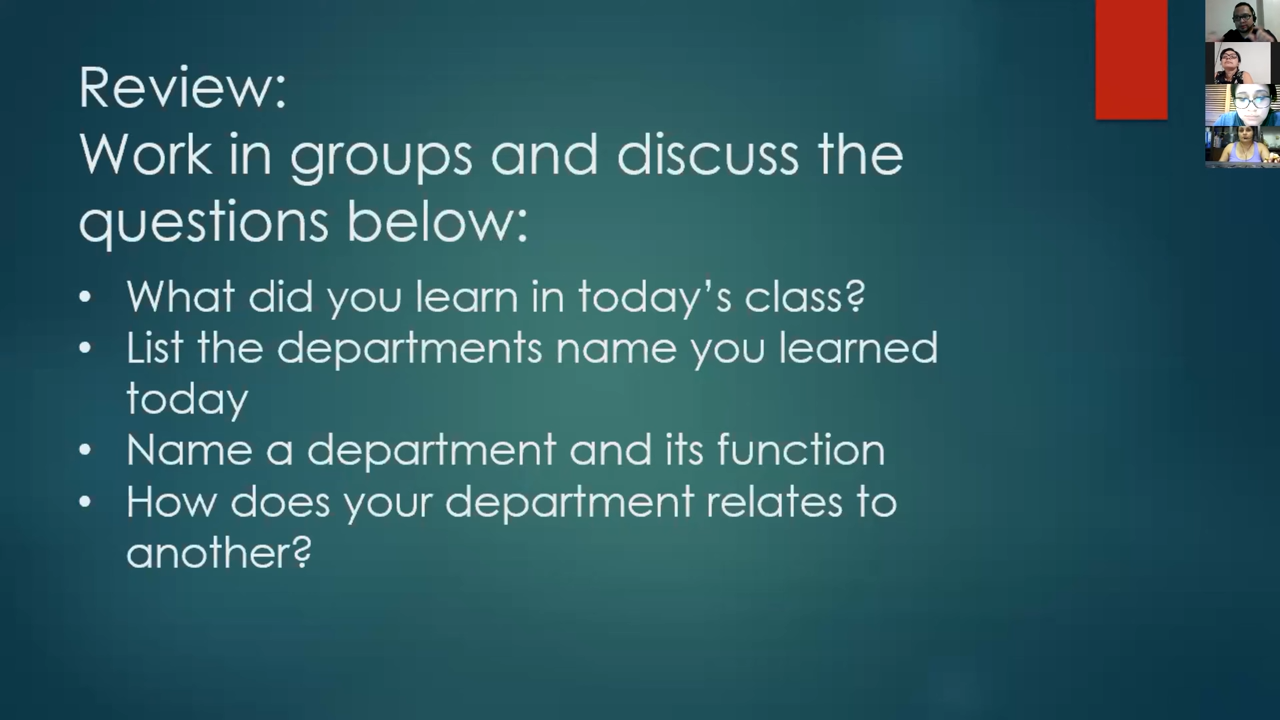 Review:
Work in groups and discuss the
questions below:
• What did you learn in today’s class?
• List the departments name you learned
today
• Name a department and its function
• How does your department relates to
another?